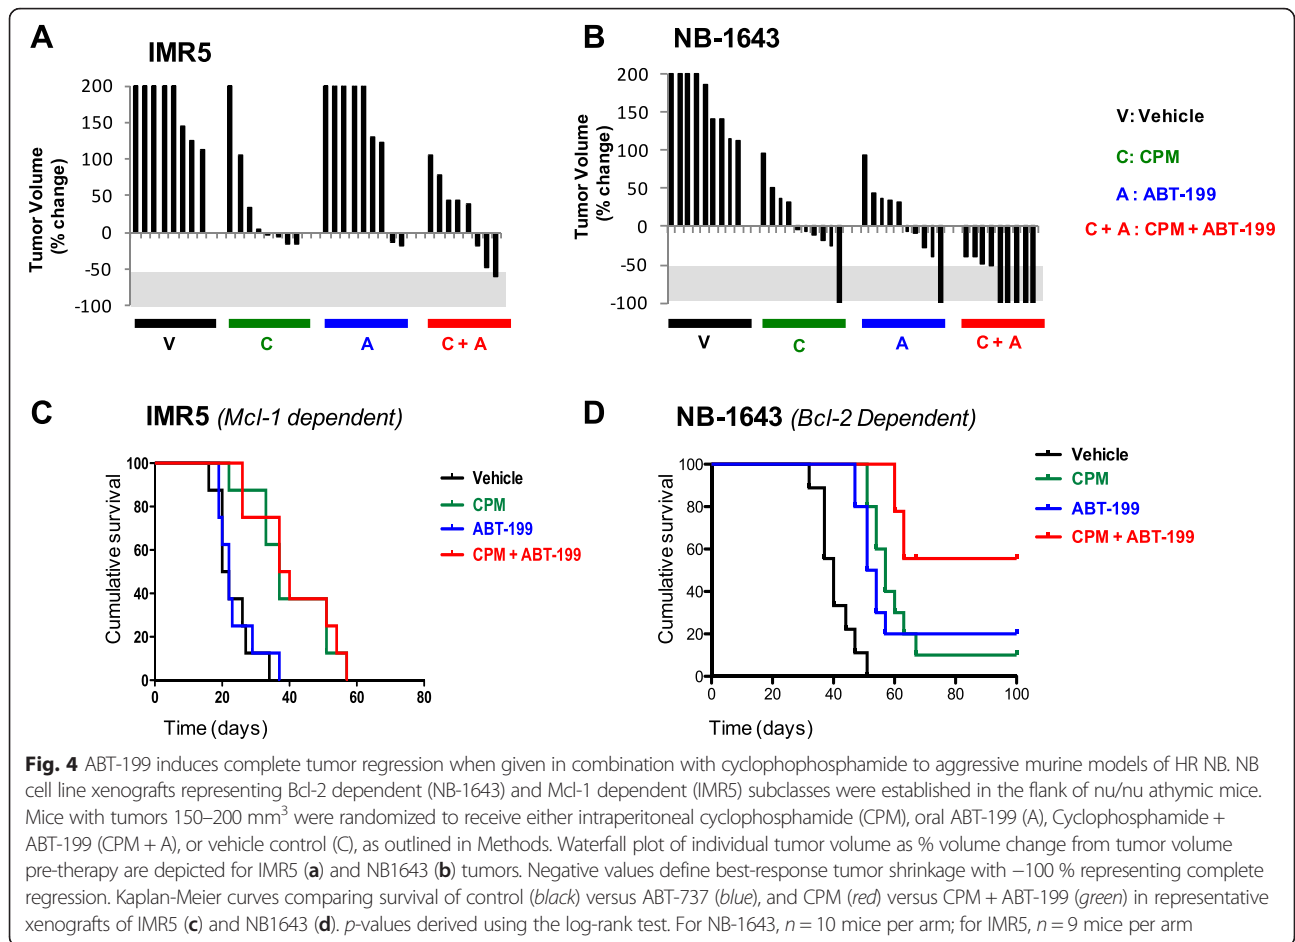 A
IMR5
Tumor Volume
(% change)
200
150
100
50
0
-50
-100
V
C
A
C + A
B
NB-1643
Tumor Volume
(% change)
200
150
100
50
0
-50
-100
V
C
A
C + A
V: Vehicle
C: CPM
A : ABT-199
C + A : CPM + ABT-199
C
IMR5 (Mcl-1 dependent)
Cumulative survival
100
80
60
40
20
0
0 20 40 60 80
Time (days)
Vehicle
CPM
ABT-199
CPM + ABT-199
D
NB-1643 (Bcl-2 Dependent)
Cumulative survival
100
80
60
40
20
0
0 20 40 60 80 100
Time (days)
Vehicle
CPM
ABT-199
CPM + ABT-199
Fig. 4 ABT-199 induces complete tumor regression when given in combination with cyclophophosphamide to aggressive murine models of HR NB. NB
cell line xenografts representing Bcl-2 dependent (NB-1643) and Mcl-1 dependent (IMR5) subclasses were established in the flank of nu/nu athymic mice.
Mice with tumors 150–200 mm³ were randomized to receive either intraperitoneal cyclophosphamide (CPM), oral ABT-199 (A), Cyclophosphamide +
ABT-199 (CPM + A), or vehicle control (C), as outlined in Methods. Waterfall plot of individual tumor volume as % volume change from tumor volume
pre-therapy are depicted for IMR5 (a) and NB1643 (b) tumors. Negative values define best-response tumor shrinkage with −100 % representing complete
regression. Kaplan-Meier curves comparing survival of control (black) versus ABT-737 (blue), and CPM (red) versus CPM + ABT-199 (green) in representative
xenografts of IMR5 (c) and NB1643 (d). p-values derived using the log-rank test. For NB-1643, n = 10 mice per arm; for IMR5, n = 9 mice per arm